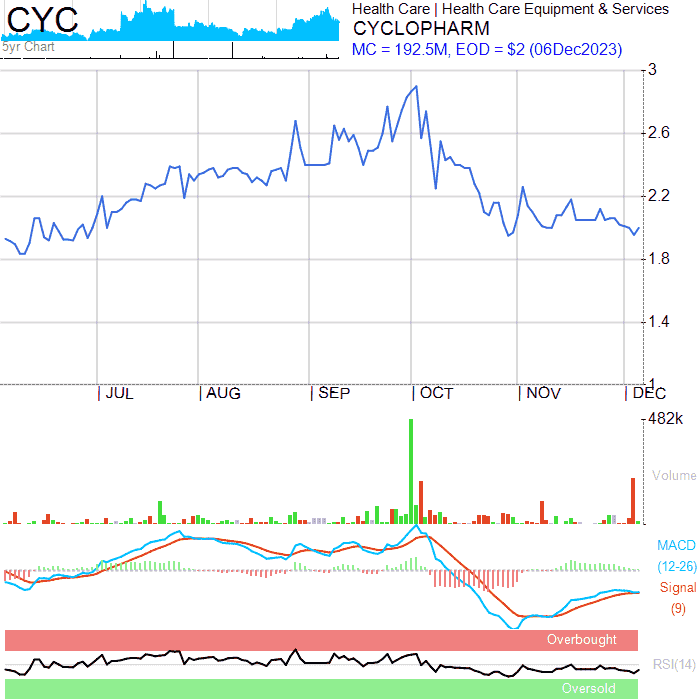 CYC
5yr Chart
Health Care | Health Care Equipment & Services
CYCLOPHARM
MC = 192.5M, EOD = $2 (06Dec2023)
3
2.6
2.2
1.8
1.4
1
JUL AUG SEP OCT NOV DEC
482k
Volume
MACD
(12-26)
Signal
(9)
Overbought
RSI(14)
Oversold